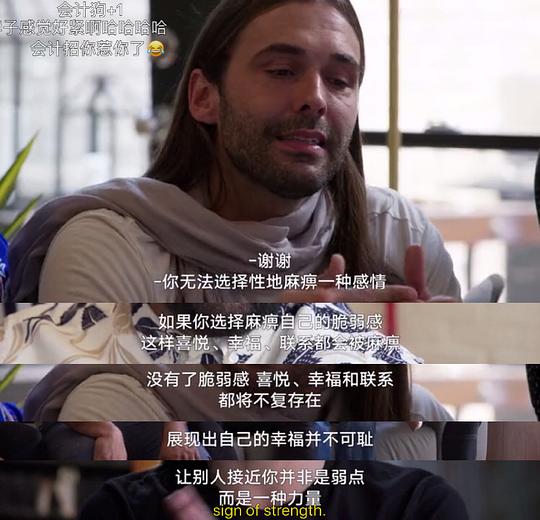 会计狗+1
子感觉好紧啊哈哈哈哈
会计招你惹你了😂
-谢谢
-你无法选择性地麻痹一种感情
如果你选择麻痹自己的脆弱感
这样喜悦、幸福、联系都会被麻痹
没有了脆弱感 喜悦、幸福和联系
都将不复存在
展现出自己的幸福并不可耻
让别人接近你并非是弱点
而是一种力量
sign of strength.